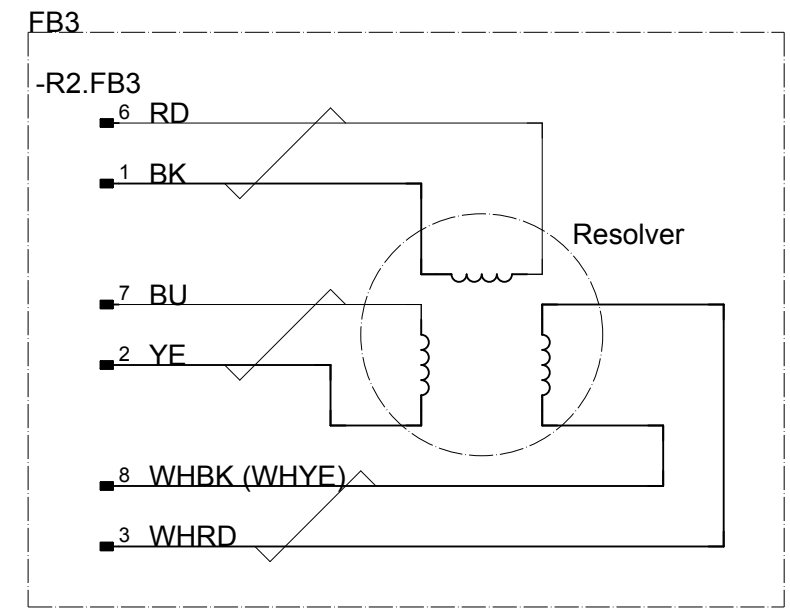 FB3
-R2.FB3
6 RD
1 BK
Resolver
7 BU
2 YE
8 WHBK (WHYE)
3 WHRD